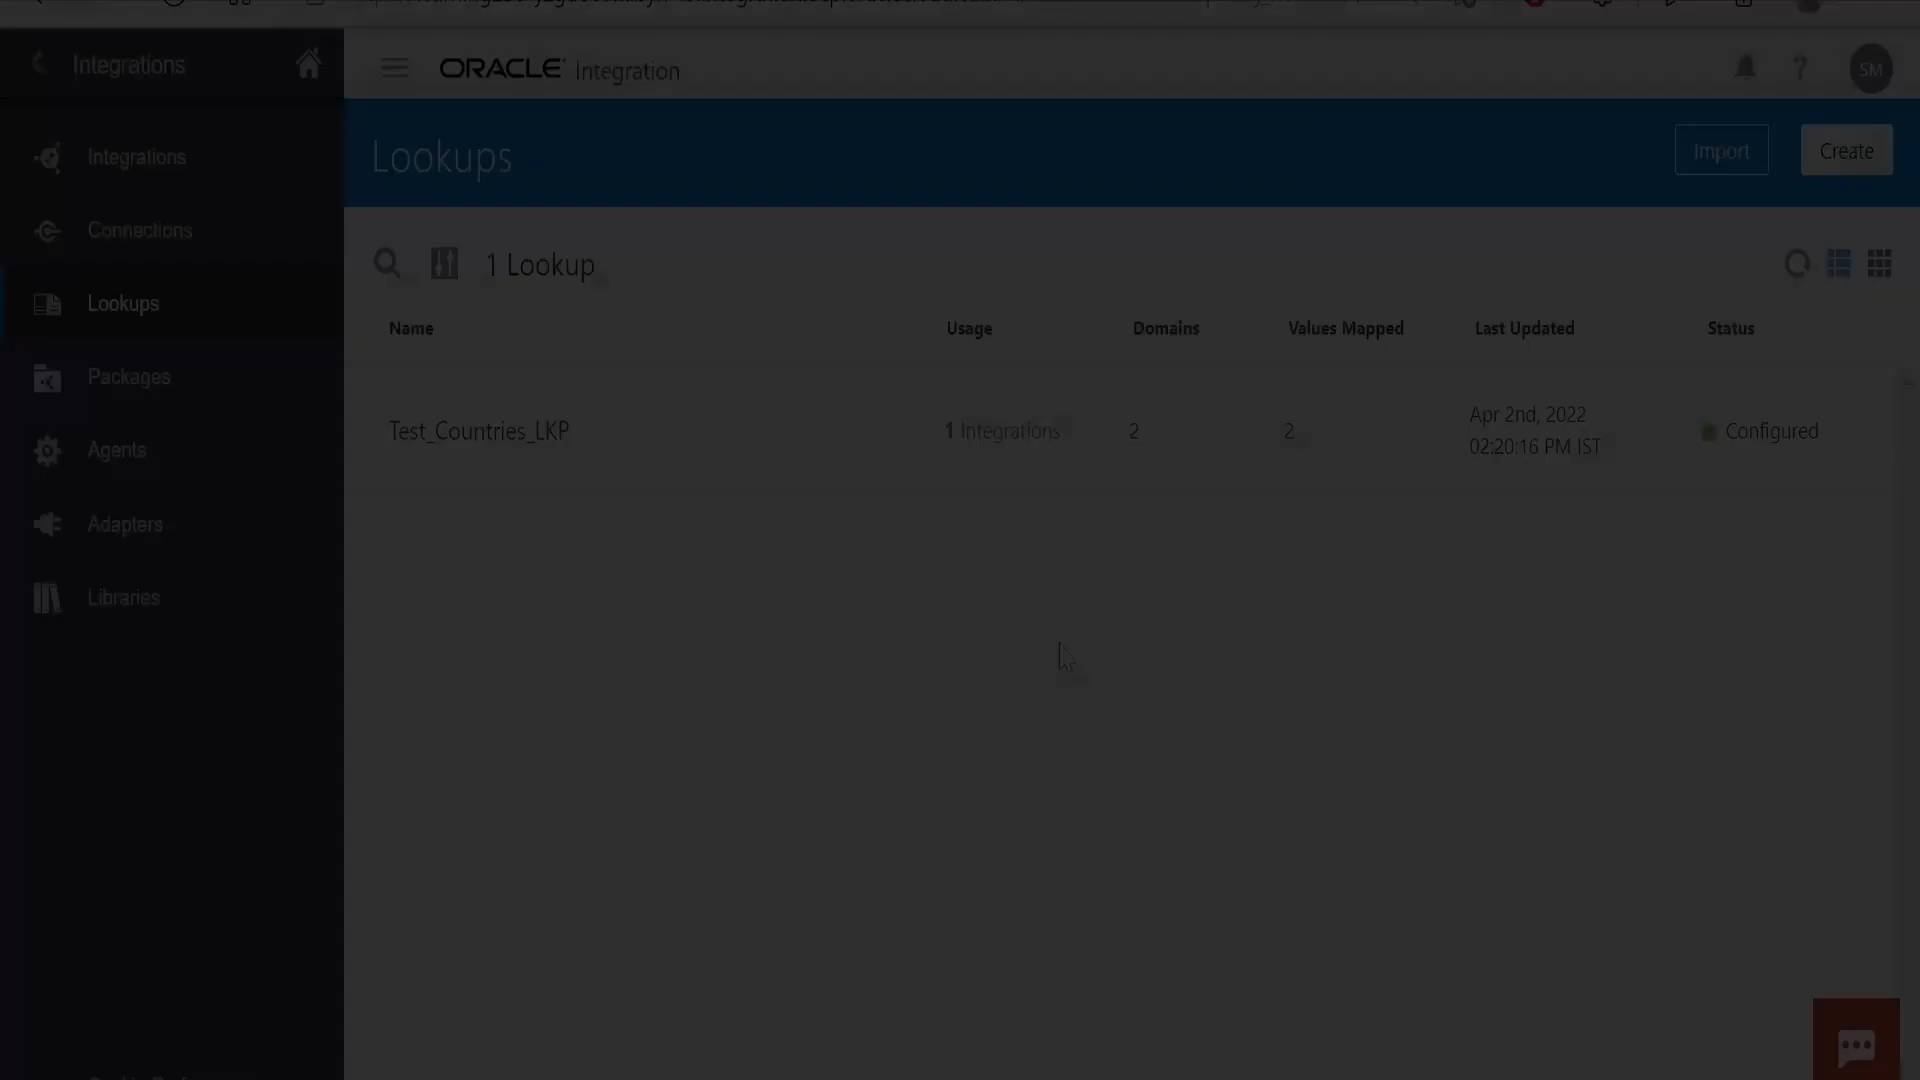 Integrations
ORACLE Integration
SM
Integrations
Connections
Lookups
Packages
Agents
Adapters
Libraries
Lookups
Import
Create
1 Lookup
Name Usage Domains Values Mapped Last Updated Status
Test_Countries_LKP 1 Integrations 2 2 Apr 2nd, 2022 02:20:16 PM IST Configured